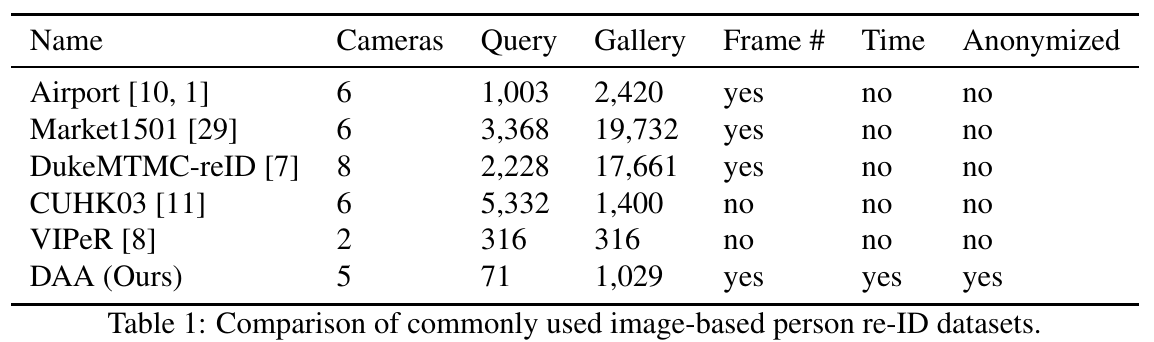 Name Cameras Query Gallery Frame # Time Anonymized
Airport [10, 1] 6 1,003 2,420 yes no no
Market1501 [29] 6 3,368 19,732 yes no no
DukeMTMC-reID [7] 8 2,228 17,661 yes no no
CUHK03 [11] 6 5,332 1,400 no no no
VIPeR [8] 2 316 316 no no no
DAA (Ours) 5 71 1,029 yes yes yes
Table 1: Comparison of commonly used image-based person re-ID datasets.